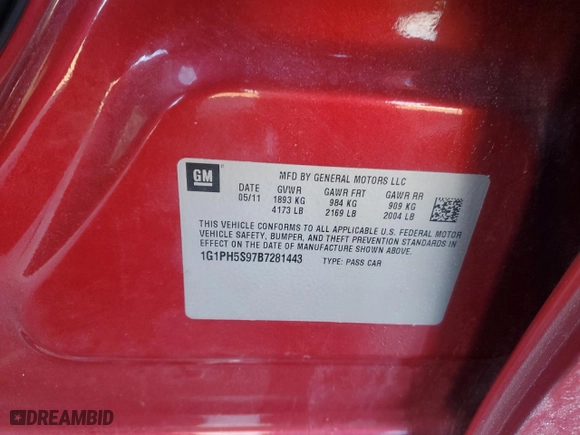 GM
MFD BY GENERAL MOTORS LLC
DATE GVWR GAWR FRT GAWR RR
05/11 1893 KG 984 KG 909 KG
4173 LB 2169 LB 2004 LB
THIS VEHICLE CONFORMS TO ALL APPLICABLE U.S. FEDERAL MOTOR
VEHICLE SAFETY, BUMPER, AND THEFT PREVENTION STANDARDS IN
EFFECT ON THE DATE OF MANUFACTURE SHOWN ABOVE.
1G1PH5S97B7281443 TYPE: PASS CAR
DREAMBID